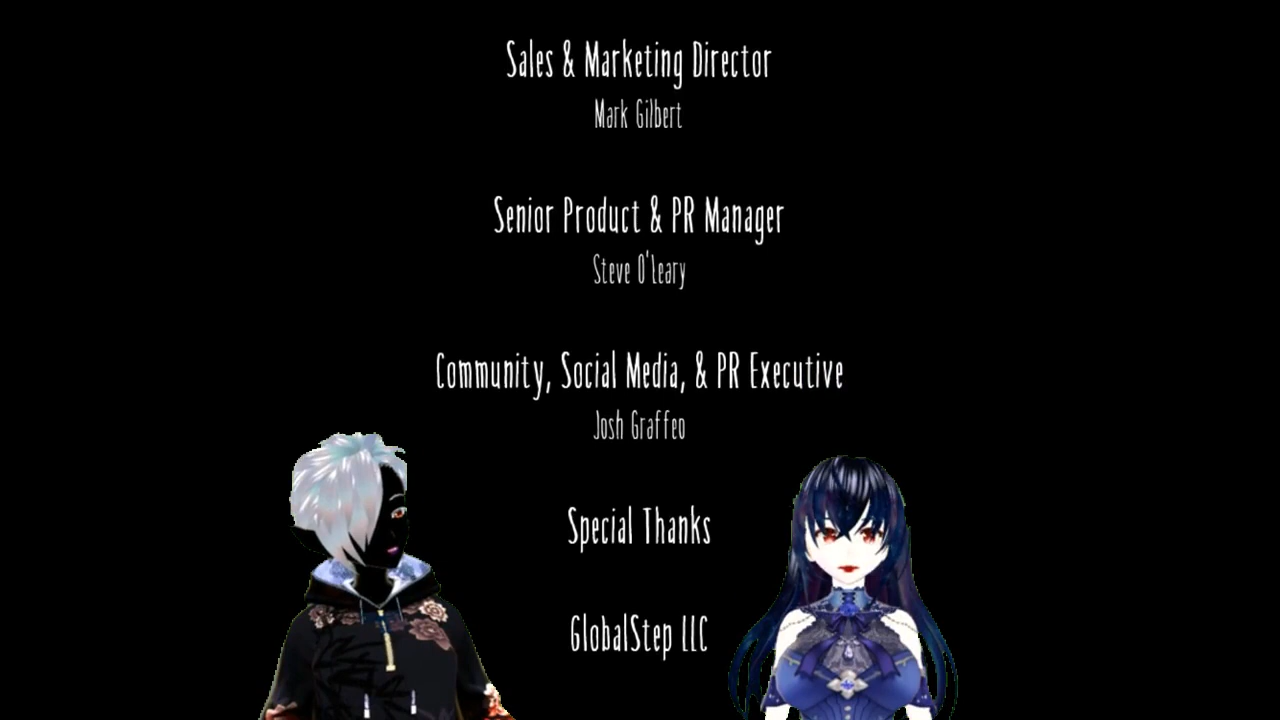 Sales & Marketing Director
Mark Gilbert
Senior Product & PR Manager
Steve O'Leary
Community, Social Media, & PR Executive
Josh Graffeo
Special Thanks
GlobalStep LLC